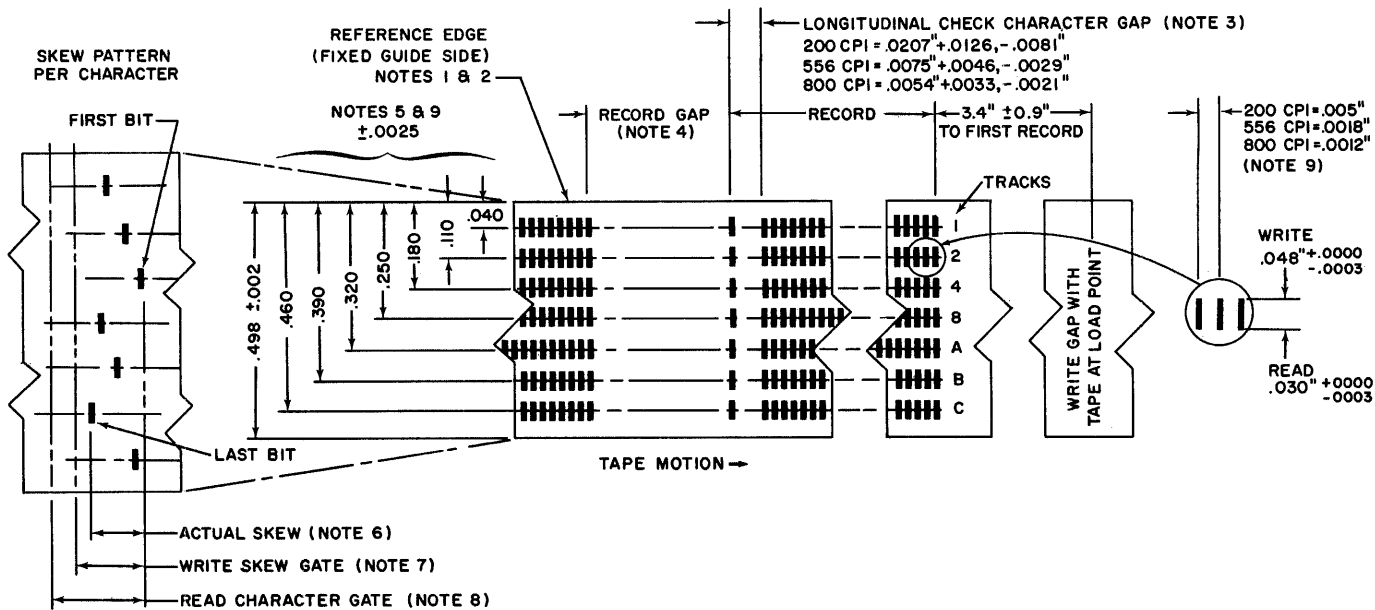 SKEW PATTERN
PER CHARACTER
FIRST BIT
LAST BIT
ACTUAL SKEW (NOTE 6)
WRITE SKEW GATE (NOTE 7)
READ CHARACTER GATE (NOTE 8)
REFERENCE EDGE
(FIXED GUIDE SIDE)
NOTES 1 & 2
NOTES 5 & 9
±.0025
.498 ±.002
.460
.390
.320
.250
.180
.110
.040
RECORD GAP
(NOTE 4)
RECORD
LONGITUDINAL CHECK CHARACTER GAP (NOTE 3)
200 CPI = .0207"+.0126,-.0081"
556 CPI = .0075"+.0046,-.0029"
800 CPI = .0054"+.0033,-.0021"
3.4" ±0.9"
TO FIRST RECORD
TRACKS
1
2
4
8
A
B
C
TAPE MOTION →
WRITE GAP WITH
TAPE AT LOAD POINT
200 CPI=.005"
556 CPI=.0018"
800 CPI=.0012"
(NOTE 9)
WRITE
.048"+.0000
-.0003
READ
.030"+0000
-0003